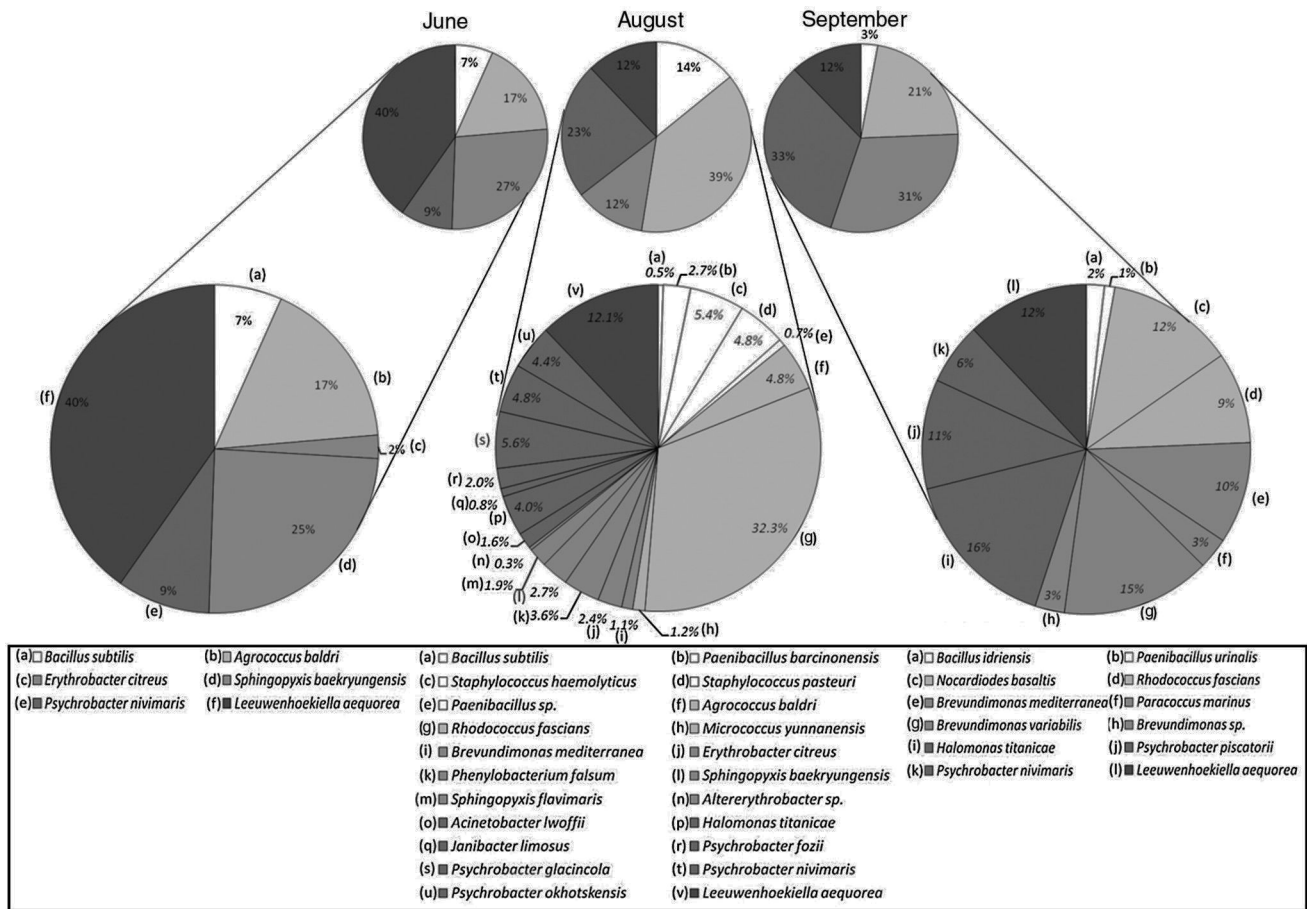 June
August
September
7%
17%
27%
9%
40%
14%
39%
12%
23%
12%
3%
21%
31%
33%
12%
(a)
7%
(b)
17%
(c)
2%
(d)
25%
(e)
9%
(f)
40%
(a)
0.5%
2.7% (b)
(c)
5.4%
(d)
4.8%
0.7% (e)
(f)
4.8%
(g)
32.3%
1.2% (h)
1.1%
(i)
2.4%
(j)
(k) 3.6%
(l) 2.7%
(m) 1.9%
(n) 0.3%
(o) 1.6%
(p) 4.0%
(q) 0.8%
(r) 2.0%
(s) 5.6%
(t) 4.8%
(u) 4.4%
(v) 12.1%
(a) 2%
1% (b)
(c) 12%
(d) 9%
(e) 10%
(f) 3%
(g) 15%
(h) 3%
(i) 16%
(j) 11%
(k) 6%
(l) 12%
(a) Bacillus subtilis
(b) Agrococcus baldri
(c) Erythrobacter citreus
(d) Sphingopyxis baekryungensis
(e) Psychrobacter nivimaris
(f) Leeuwenhoekiella aequorea
(a) Bacillus subtilis
(b) Paenibacillus barcinonensis
(c) Staphylococcus haemolyticus
(d) Staphylococcus pasteuri
(e) Paenibacillus sp.
(f) Agrococcus baldri
(g) Rhodococcus fascians
(h) Micrococcus yunnanensis
(i) Brevundimonas mediterranea
(j) Erythrobacter citreus
(k) Phenylobacterium falsum
(l) Sphingopyxis baekryungensis
(m) Sphingopyxis flavimaris
(n) Altererythrobacter sp.
(o) Acinetobacter lwoffii
(p) Halomonas titanicae
(q) Janibacter limosus
(r) Psychrobacter fozii
(s) Psychrobacter glacincola
(t) Psychrobacter nivimaris
(u) Psychrobacter okhotskensis
(v) Leeuwenhoekiella aequorea
(a) Bacillus idriensis
(b) Paenibacillus urinalis
(c) Nocardiodes basaltis
(d) Rhodococcus fascians
(e) Brevundimonas mediterranea
(f) Paracoccus marinus
(g) Brevundimonas variabilis
(h) Brevundimonas sp.
(i) Halomonas titanicae
(j) Psychrobacter piscatorii
(k) Psychrobacter nivimaris
(l) Leeuwenhoekiella aequorea